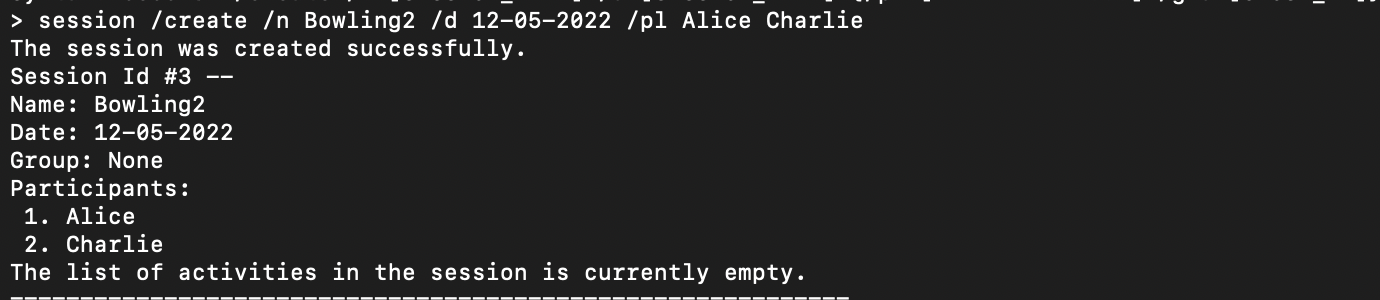 > session /create /n Bowling2 /d 12-05-2022 /pl Alice Charlie
The session was created successfully.
Session Id #3 --
Name: Bowling2
Date: 12-05-2022
Group: None
Participants:
 1. Alice
 2. Charlie
The list of activities in the session is currently empty.
------------------------------------------------------------